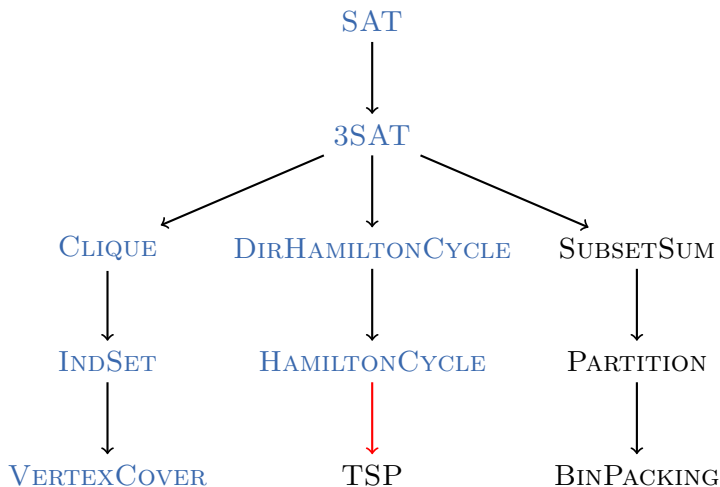 SAT
3SAT
CLIQUE DIRHAMILTONCYCLE SUBSETSUM
INDSET HAMILTONCYCLE PARTITION
VERTEXCOVER TSP BINPACKING